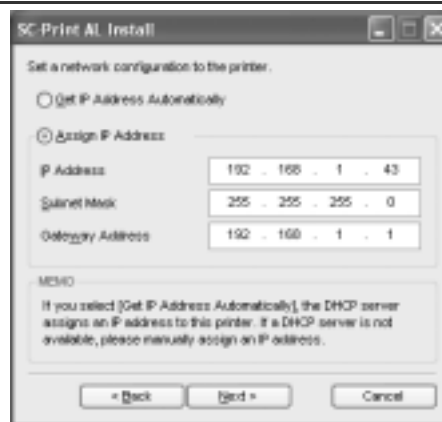 SC-Print AL Install
Set a network configuration to the printer.
Get IP Address Automatically
Assign IP Address
IP Address 192 . 168 . 1 . 43
Subnet Mask 255 . 255 . 255 . 0
Gateway Address 192 . 168 . 1 . 1
MEMO
If you select [Get IP Address Automatically], the DHCP server
assigns an IP address to this printer. If a DHCP server is not
available, please manually assign an IP address.
< Back Next > Cancel